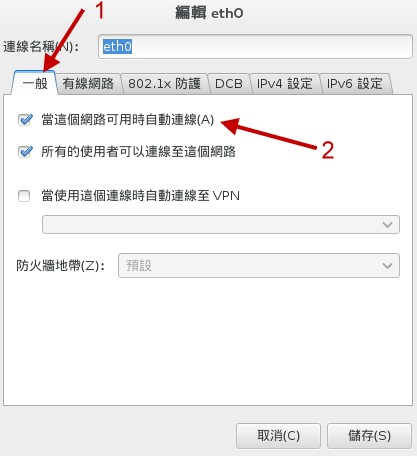 編輯 eth0
1
連線名稱(N): eth0
一般 有線網路 802.1x 防護 DCB IPv4 設定 IPv6 設定
當這個網路可用時自動連線(A)
所有的使用者可以連線至這個網路
2
當使用這個連線時自動連線至 VPN
防火牆地帶(Z): 預設
取消(C) 儲存(S)